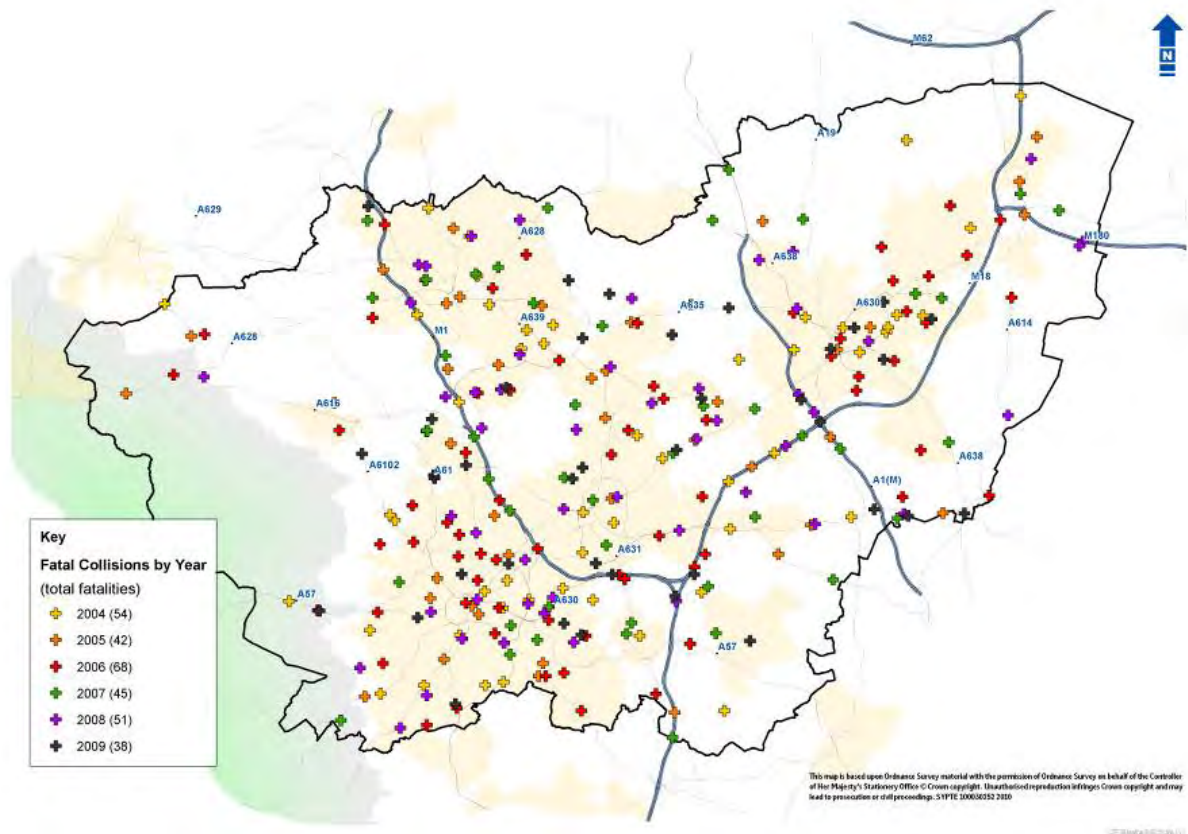 M62
N
A19
A629
A628
M180
A638
M18
A635
A630
A614
A639
M1
A628
A616
A638
A6102
A61
A1(M)
Key
Fatal Collisions by Year
(total fatalities)
A631
2004 (54)
A57
A630
2005 (42)
2006 (68)
2007 (45)
A57
2008 (51)
2009 (38)
This map is based upon Ordnance Survey material with the permission of Ordnance Survey on behalf of the Controller
of Her Majesty's Stationery Office © Crown copyright. Unauthorised reproduction infringes Crown copyright and may
lead to prosecution or civil proceedings. SYPTE 100030252 2010